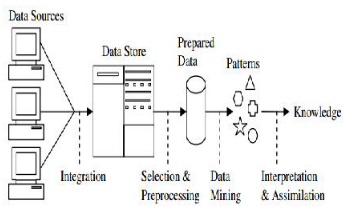 Data Sources
Data Store
Prepared
Data
Patterns
Knowledge
Integration
Selection &
Preprocessing
Data
Mining
Interpretation
& Assimilation